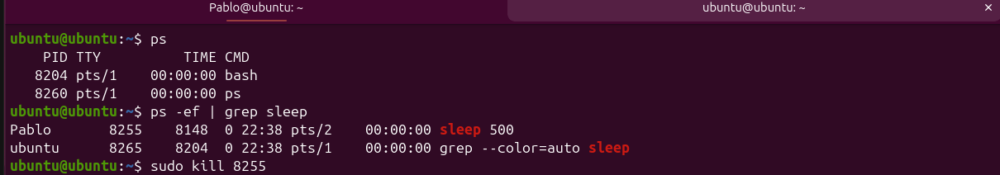 Pablo@ubuntu: ~ ubuntu@ubuntu: ~ ×
ubuntu@ubuntu:~$ ps
    PID TTY          TIME CMD
   8204 pts/1    00:00:00 bash
   8260 pts/1    00:00:00 ps
ubuntu@ubuntu:~$ ps -ef | grep sleep
Pablo       8255    8148  0 22:38 pts/2    00:00:00 sleep 500
ubuntu      8265    8204  0 22:38 pts/1    00:00:00 grep --color=auto sleep
ubuntu@ubuntu:~$ sudo kill 8255